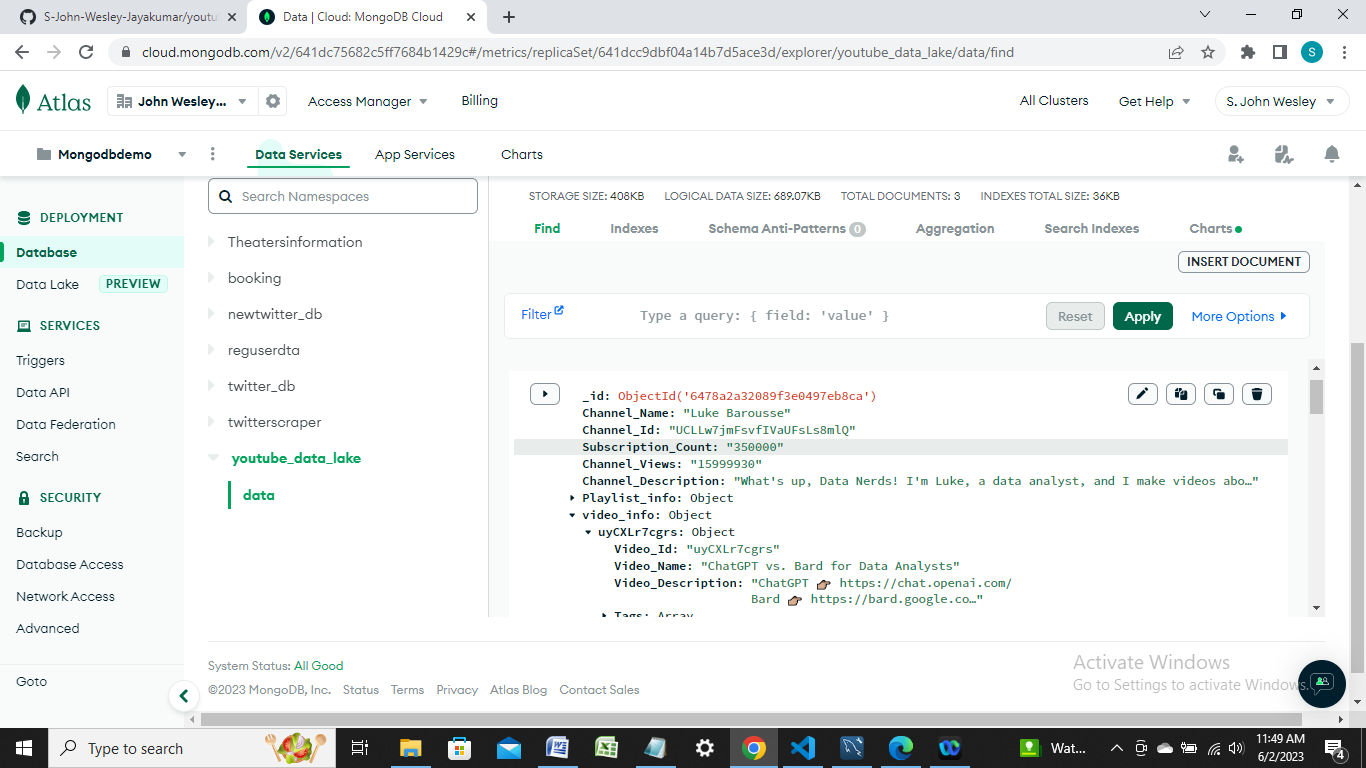 S-John-Wesley-Jayakumar/youtu
Data | Cloud: MongoDB Cloud
cloud.mongodb.com/v2/641dc75682c5ff7684b1429c#/metrics/replicaSet/641dcc9dbf04a14b7d5ace3d/explorer/youtube_data_lake/data/find
S
Atlas
John Wesley...
Access Manager
Billing
All Clusters
Get Help
S. John Wesley
Mongodbdemo
Data Services
App Services
Charts
DEPLOYMENT
Database
Data Lake
PREVIEW
SERVICES
Triggers
Data API
Data Federation
Search
SECURITY
Backup
Database Access
Network Access
Advanced
Goto
Search Namespaces
Theatersinformation
booking
newtwitter_db
reguserdta
twitter_db
twitterscraper
youtube_data_lake
data
STORAGE SIZE: 408KB LOGICAL DATA SIZE: 689.07KB TOTAL DOCUMENTS: 3 INDEXES TOTAL SIZE: 36KB
Find Indexes Schema Anti-Patterns 0 Aggregation Search Indexes Charts
INSERT DOCUMENT
Filter
Type a query: { field: 'value' }
Reset
Apply
More Options
_id: ObjectId('6478a2a32089f3e0497eb8ca')
Channel_Name: "Luke Barousse"
Channel_Id: "UCLLw7jmFsvfIVaUFsLs8mlQ"
Subscription_Count: "350000"
Channel_Views: "15999930"
Channel_Description: "What's up, Data Nerds! I'm Luke, a data analyst, and I make videos abo…"
Playlist_info: Object
video_info: Object
uyCXLr7cgrs: Object
Video_Id: "uyCXLr7cgrs"
Video_Name: "ChatGPT vs. Bard for Data Analysts"
Video_Description: "ChatGPT 👉🏽 https://chat.openai.com/
Bard 👉🏽 https://bard.google.co…"
Tags: Array
System Status: All Good
©2023 MongoDB, Inc. Status Terms Privacy Atlas Blog Contact Sales
Activate Windows
Go to Settings to activate Windows.
Type to search
Wat...
11:49 AM
6/2/2023
4